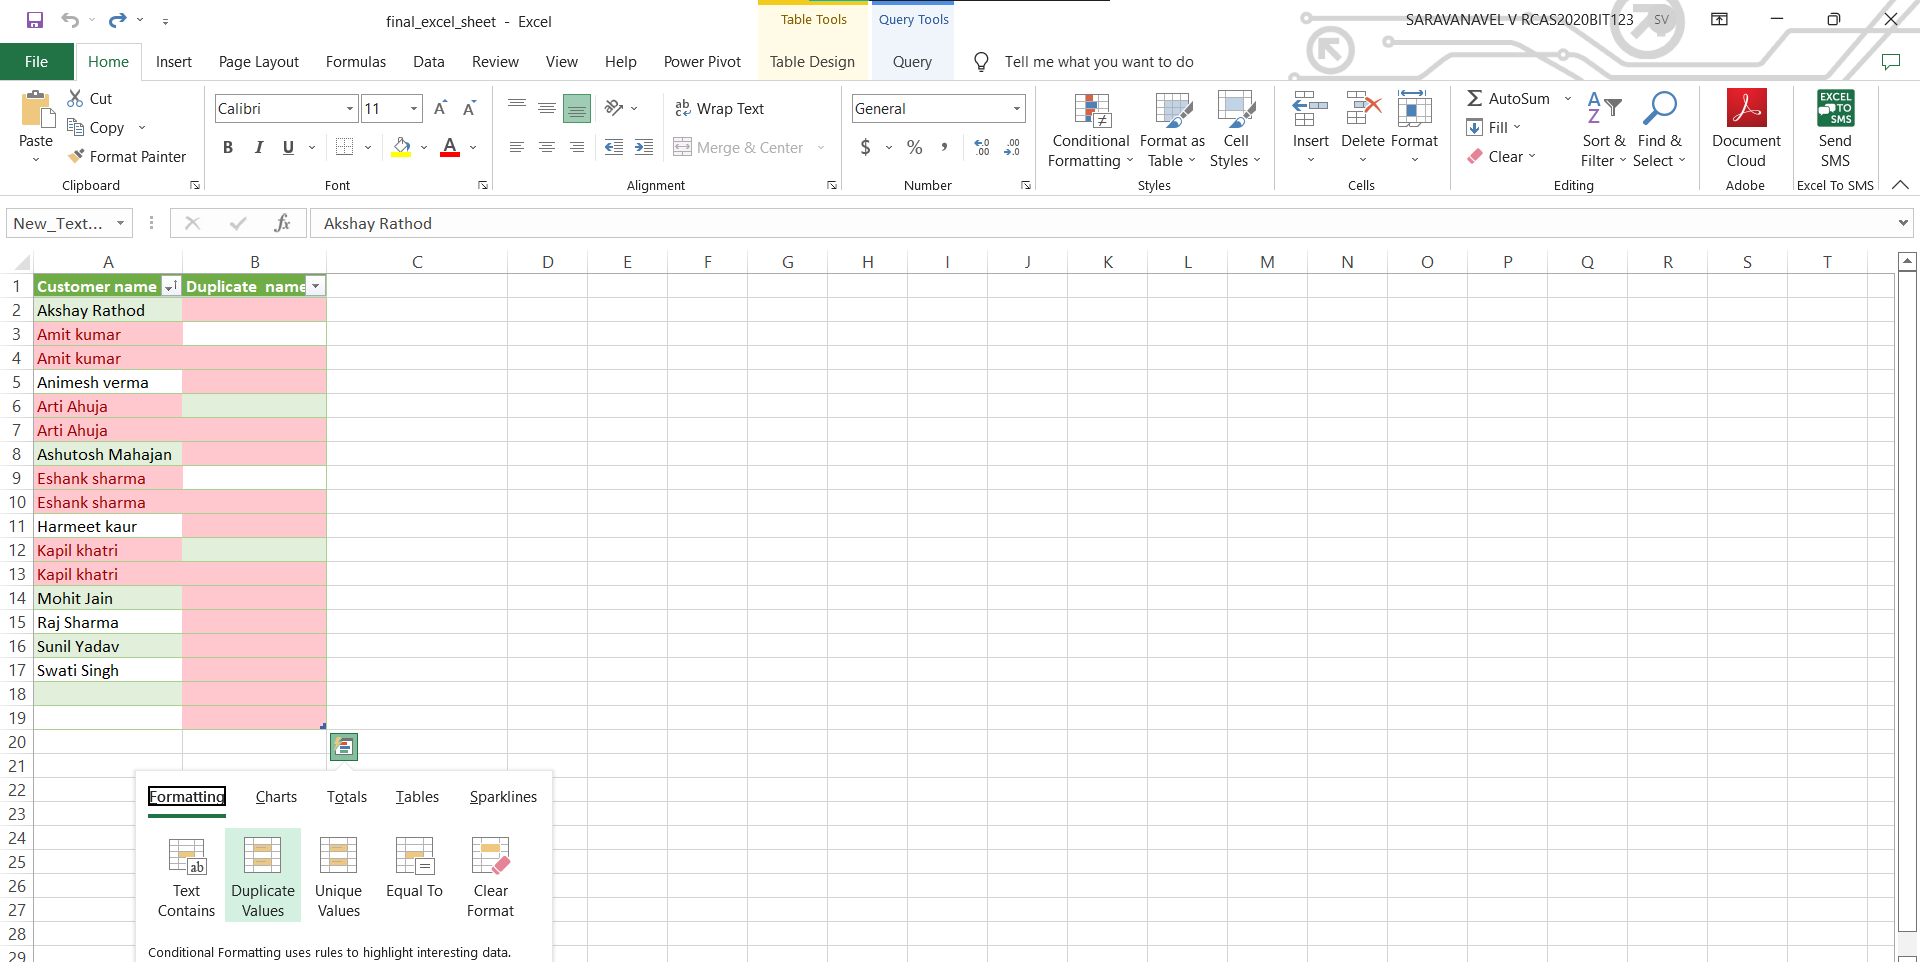 final_excel_sheet - Excel
Table Tools
Query Tools
SARAVANAVEL V RCAS2020BIT123
SV
File
Home
Insert
Page Layout
Formulas
Data
Review
View
Help
Power Pivot
Table Design
Query
Tell me what you want to do
Paste
Cut
Copy
Format Painter
Clipboard
Calibri
11
A A
B I U
A
Font
ab Wrap Text
Merge & Center
Alignment
General
$ % ,
Number
Conditional Formatting
Format as Table
Cell Styles
Styles
Insert
Delete
Format
Cells
AutoSum
Fill
Clear
Sort & Filter
Find & Select
Editing
Document Cloud
Adobe
EXCEL TO SMS
Send SMS
Excel To SMS
New_Text...
fx
Akshay Rathod
A B C D E F G H I J K L M N O P Q R S T
1 Customer name Duplicate name
2 Akshay Rathod
3 Amit kumar
4 Amit kumar
5 Animesh verma
6 Arti Ahuja
7 Arti Ahuja
8 Ashutosh Mahajan
9 Eshank sharma
10 Eshank sharma
11 Harmeet kaur
12 Kapil khatri
13 Kapil khatri
14 Mohit Jain
15 Raj Sharma
16 Sunil Yadav
17 Swati Singh
18
19
20
21
22
23
24
25
26
27
28
29
Formatting Charts Totals Tables Sparklines
Text Contains
Duplicate Values
Unique Values
Equal To
Clear Format
Conditional Formatting uses rules to highlight interesting data.